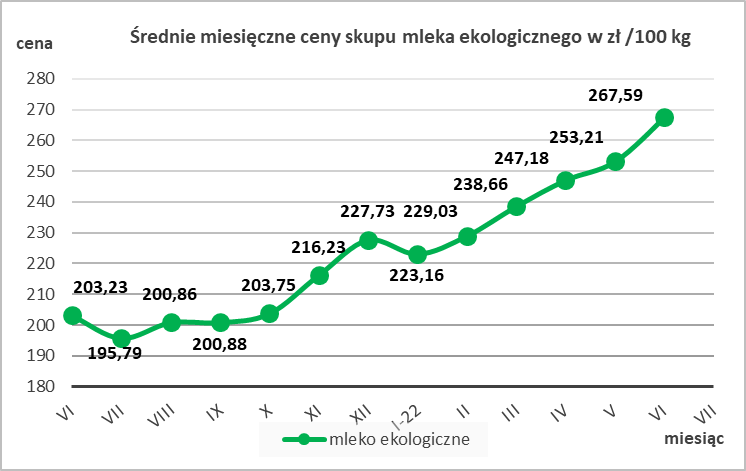 Średnie miesięczne ceny skupu mleka ekologicznego w zł /100 kg
cena
280
270
260
250
240
230
220
210
200
190
180
203,23
195,79
200,86
200,88
203,75
216,23
227,73
223,16
229,03
238,66
247,18
253,21
267,59
VI
VII
VIII
IX
X
XI
XII
I-22
II
III
IV
V
VI
VII
miesiąc
mleko ekologiczne